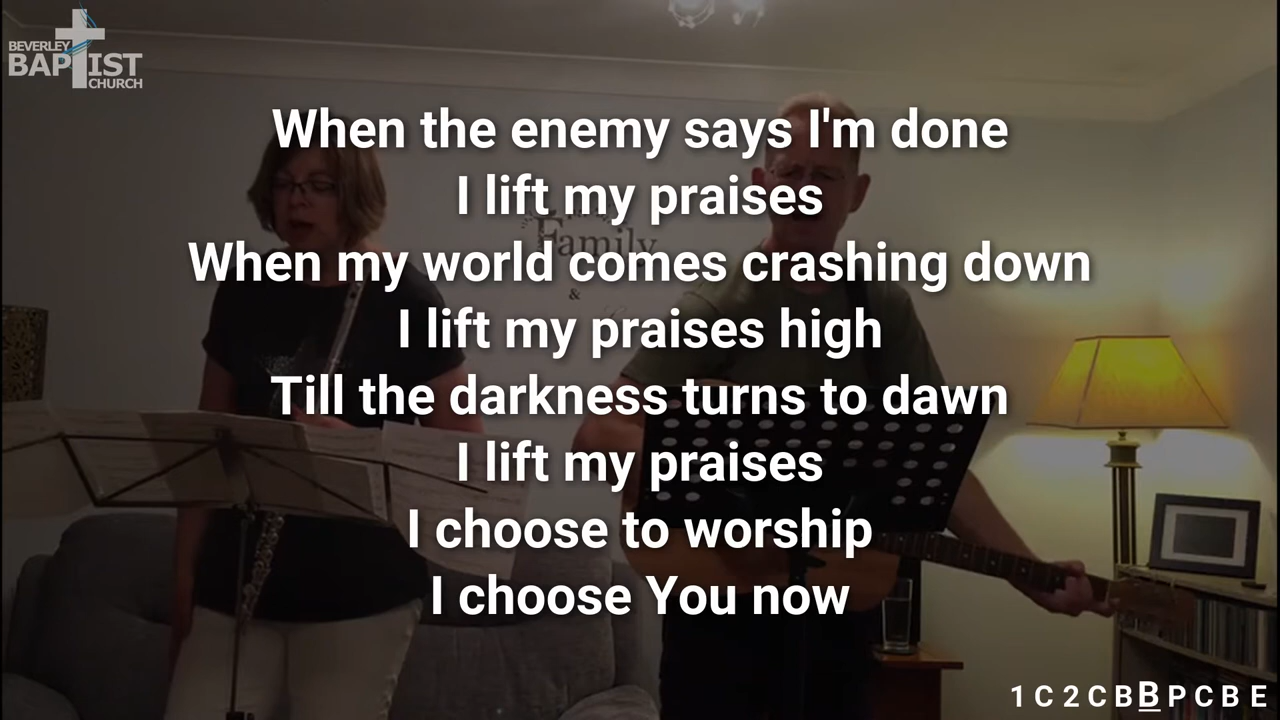 BEVERLEY
BAPTIST
CHURCH
When the enemy says I'm done
I lift my praises
Family
When my world comes crashing down
&
I lift my praises high
Till the darkness turns to dawn
I lift my praises
I choose to worship
I choose You now
1 C 2 C B B P C B E